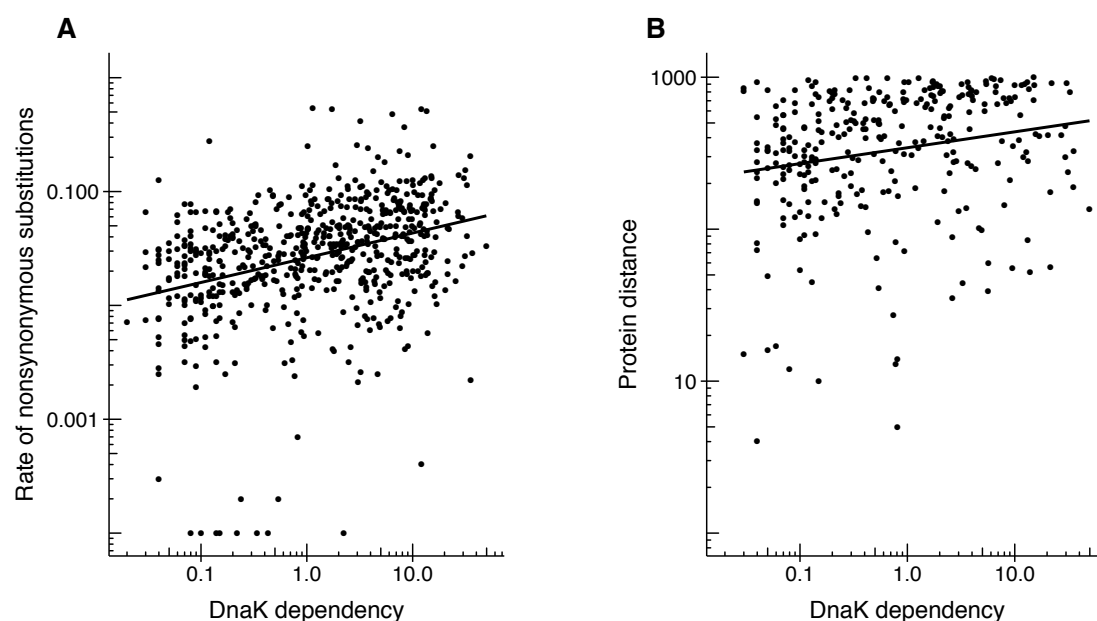 A
Rate of nonsynonymous substitutions
0.100
0.001
0.1
1.0
10.0
DnaK dependency
B
Protein distance
1000
10
0.1
1.0
10.0
DnaK dependency